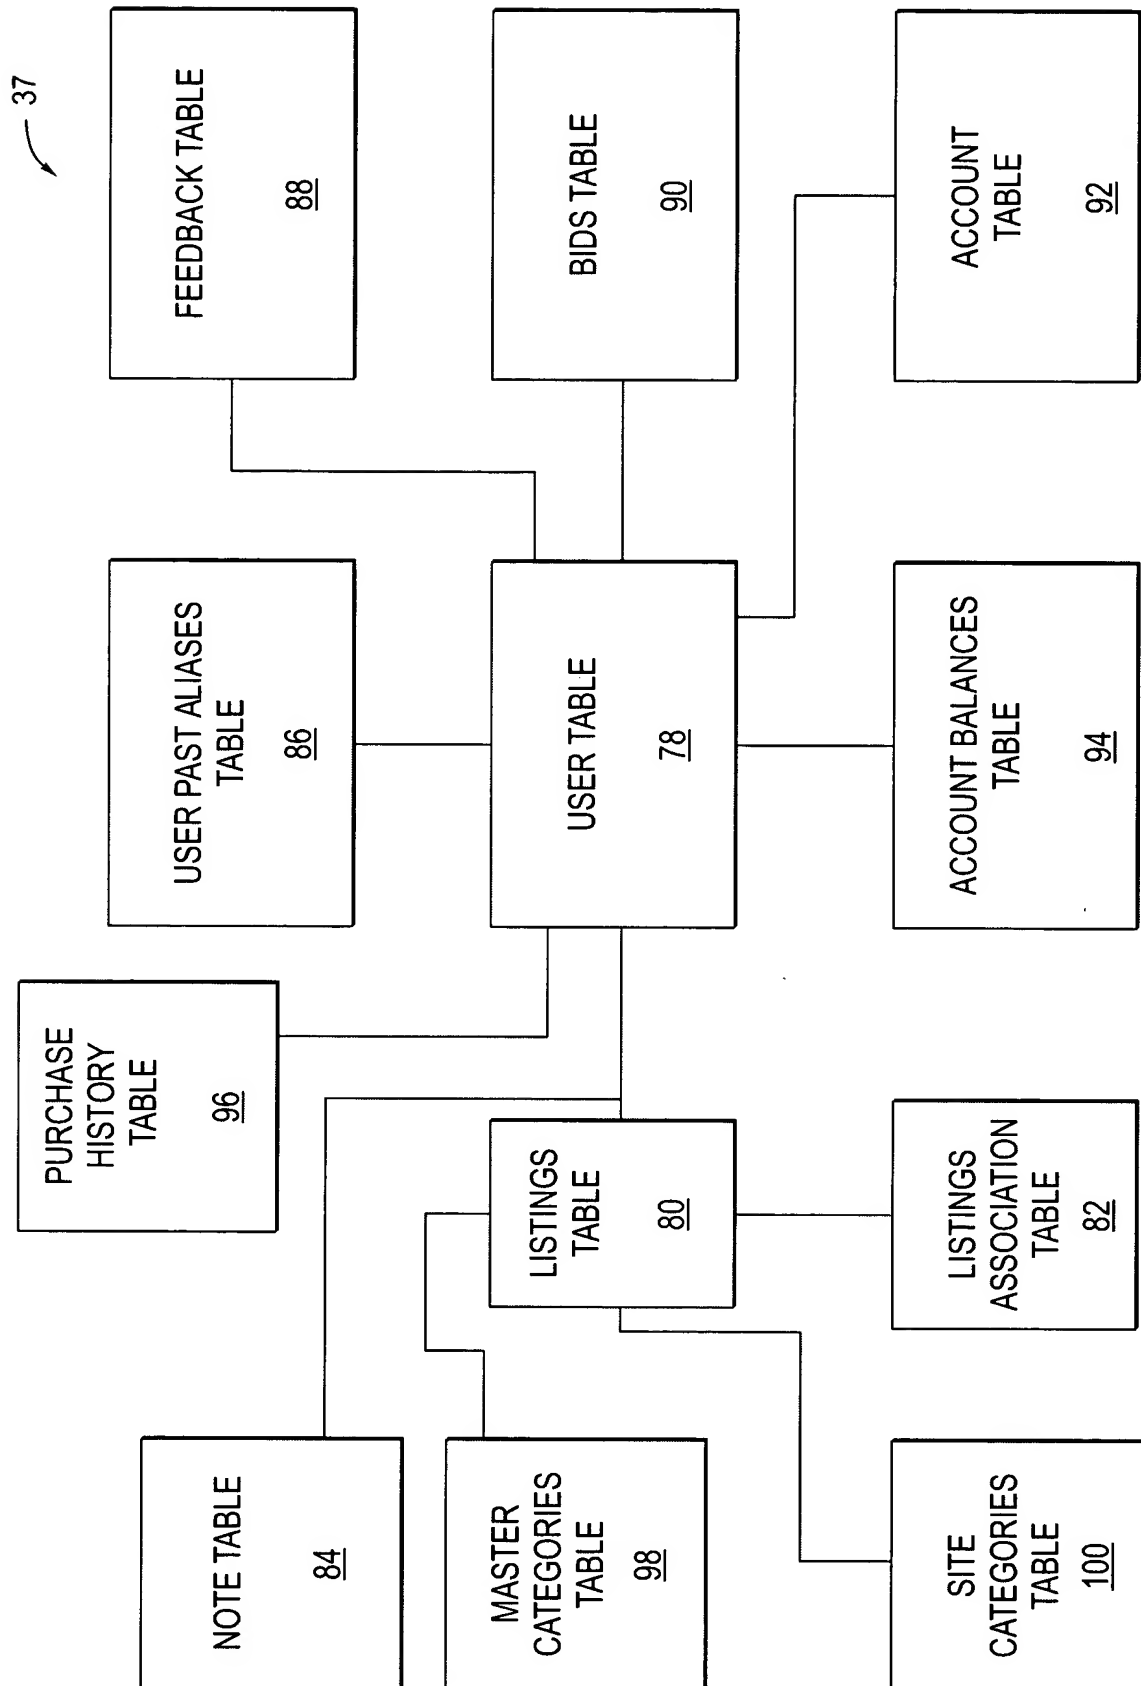 37
NOTE TABLE
84
PURCHASE
HISTORY
TABLE
96
USER PAST ALIASES
TABLE
86
FEEDBACK TABLE
88
MASTER
CATEGORIES
TABLE
98
LISTINGS
TABLE
80
USER TABLE
78
BIDS TABLE
90
SITE
CATEGORIES
TABLE
100
LISTINGS
ASSOCIATION
TABLE
82
ACCOUNT BALANCES
TABLE
94
ACCOUNT
TABLE
92